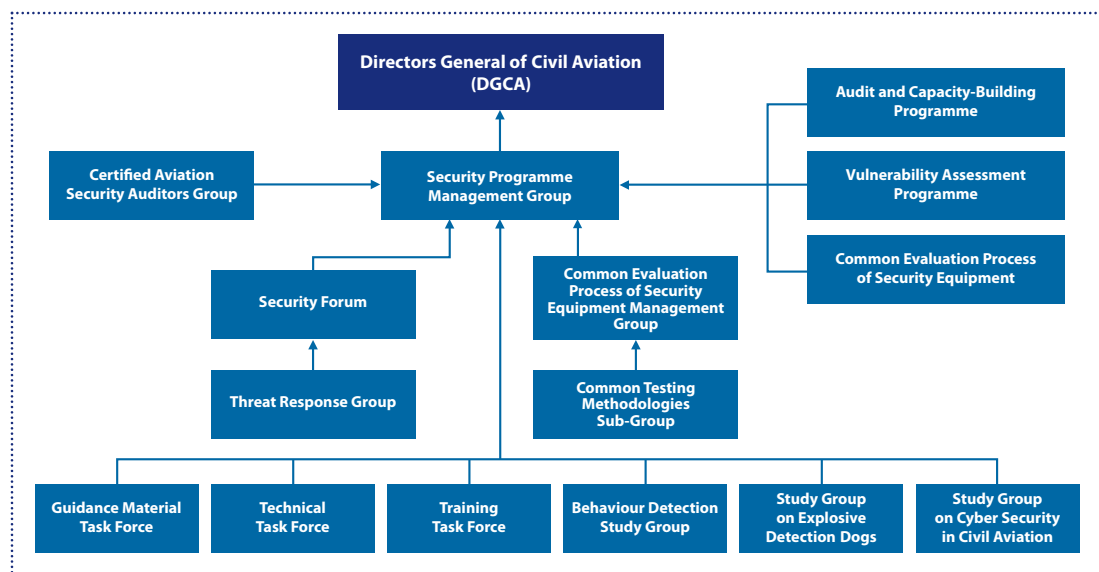 Directors General of Civil Aviation
(DGCA)
Audit and Capacity-Building
Programme
Certified Aviation
Security Auditors Group
Security Programme
Management Group
Vulnerability Assessment
Programme
Common Evaluation Process
of Security Equipment
Security Forum
Common Evaluation
Process of Security
Equipment Management
Group
Threat Response Group
Common Testing
Methodologies
Sub-Group
Guidance Material
Task Force
Technical
Task Force
Training
Task Force
Behaviour Detection
Study Group
Study Group
on Explosive
Detection Dogs
Study Group
on Cyber Security
in Civil Aviation